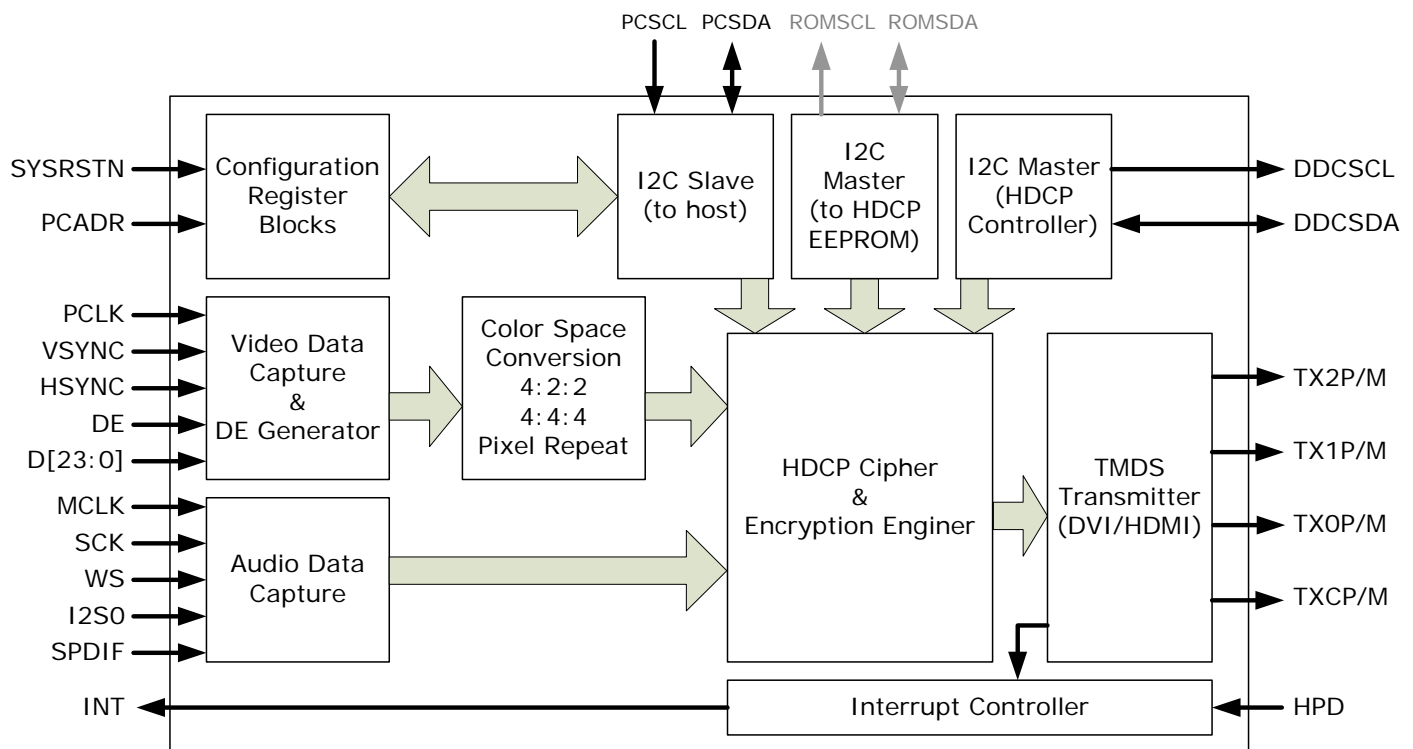 PCSCL PCSDA ROMSCL ROMSDA
SYSRSTN
PCADR
Configuration
Register
Blocks
I2C Slave
(to host)
I2C
Master
(to HDCP
EEPROM)
I2C Master
(HDCP
Controller)
DDCSCL
DDCSDA
PCLK
VSYNC
HSYNC
DE
D[23:0]
Video Data
Capture
&
DE Generator
Color Space
Conversion
4:2:2
4:4:4
Pixel Repeat
HDCP Cipher
&
Encryption Enginer
TMDS
Transmitter
(DVI/HDMI)
TX2P/M
TX1P/M
TX0P/M
TXCP/M
MCLK
SCK
WS
I2S0
SPDIF
Audio Data
Capture
INT
Interrupt Controller
HPD